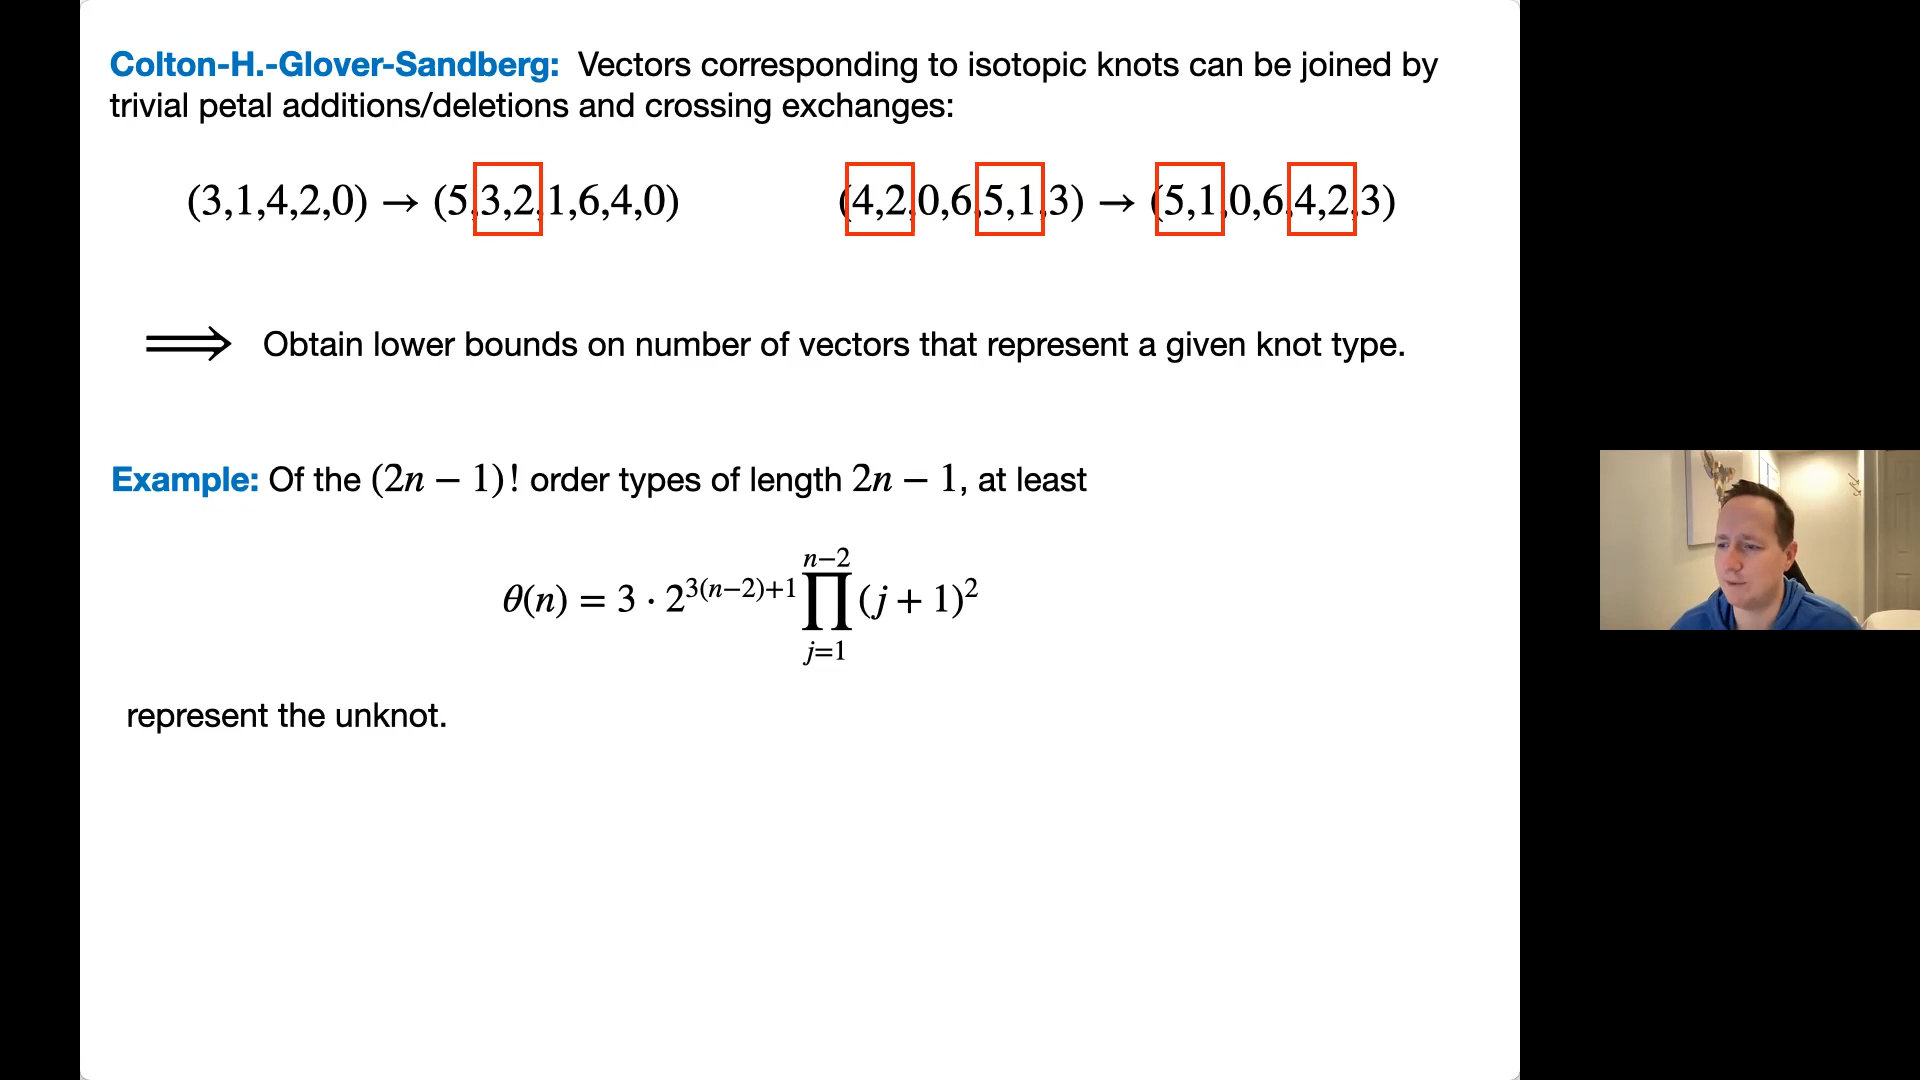 Colton-H.-Glover-Sandberg: Vectors corresponding to isotopic knots can be joined by
trivial petal additions/deletions and crossing exchanges:
(3,1,4,2,0) → (5,3,2,1,6,4,0) (4,2,0,6,5,1,3) → (5,1,0,6,4,2,3)
⟹ Obtain lower bounds on number of vectors that represent a given knot type.
Example: Of the (2n − 1)! order types of length 2n − 1, at least
θ(n) = 3 · 2^{3(n−2)+1} ∏_{j=1}^{n−2} (j + 1)^2
represent the unknot.